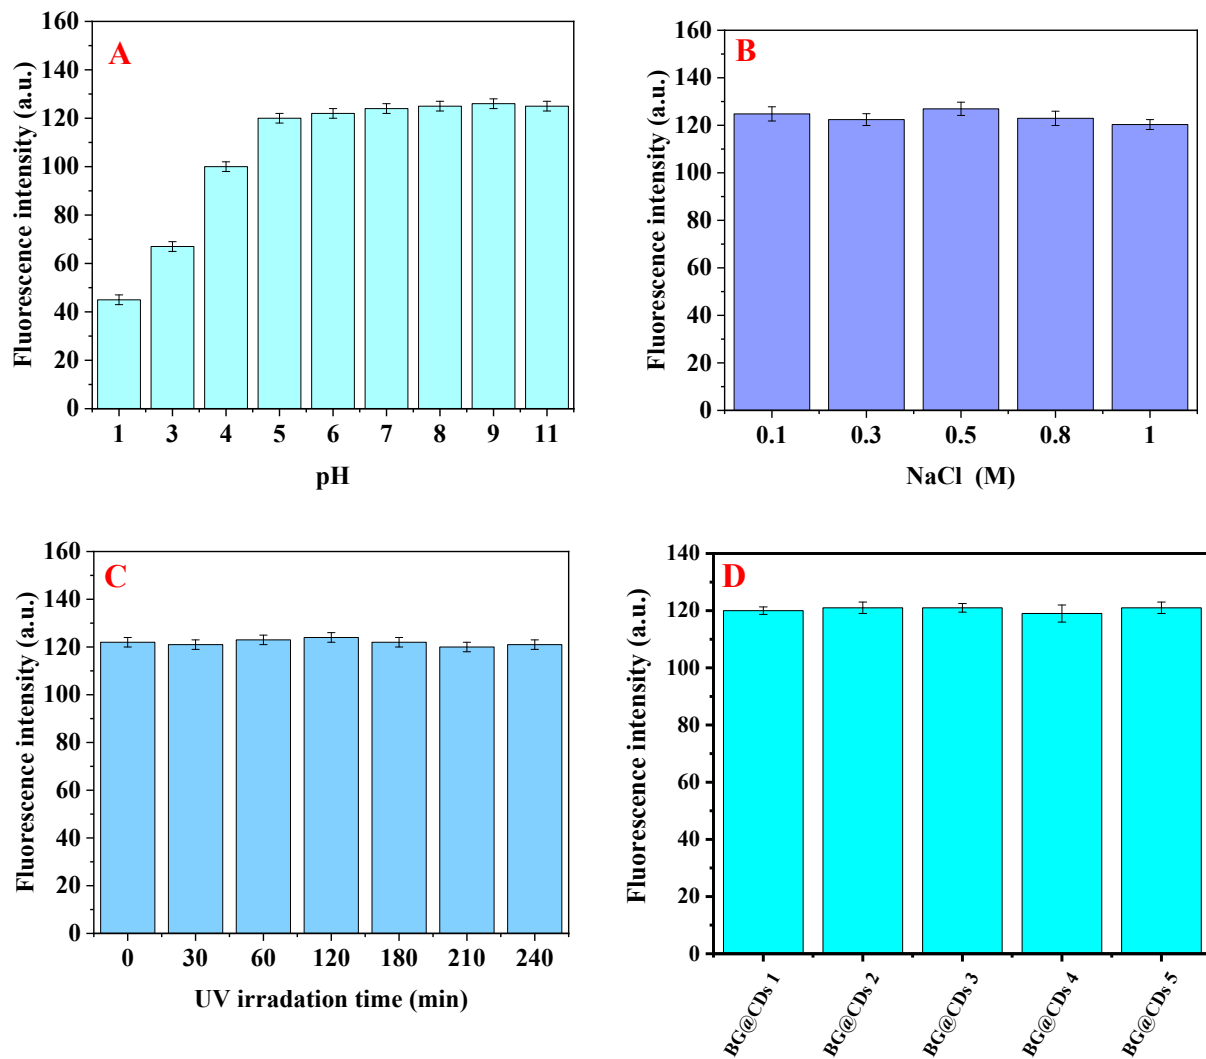 A
Fluorescence intensity (a.u.)
160
140
120
100
80
60
40
20
0
1 3 4 5 6 7 8 9 11
pH
B
Fluorescence intensity (a.u.)
160
140
120
100
80
60
40
20
0
0.1 0.3 0.5 0.8 1
NaCl (M)
C
Fluorescence intensity (a.u.)
160
140
120
100
80
60
40
20
0
0 30 60 120 180 210 240
UV irradation time (min)
D
Fluorescence intensity (a.u.)
140
120
100
80
60
40
20
0
BG@CDs 1
BG@CDs 2
BG@CDs 3
BG@CDs 4
BG@CDs 5